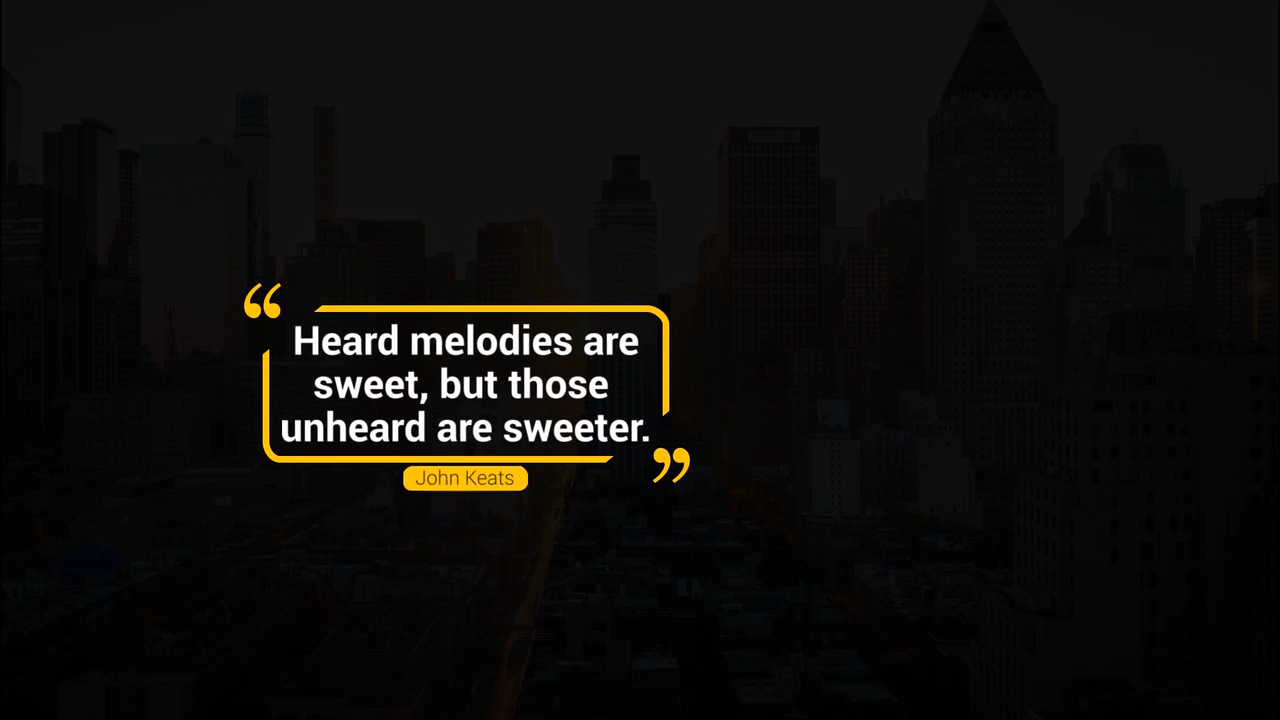 “
Heard melodies are
sweet, but those
unheard are sweeter.
”
John Keats